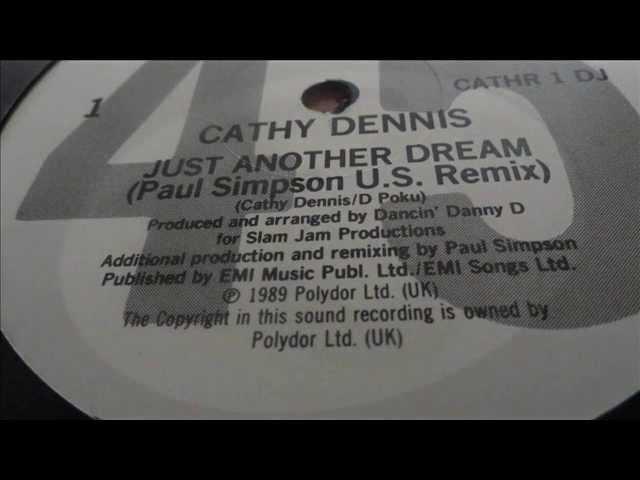 45
CATHR 1 DJ
1
CATHY DENNIS
JUST ANOTHER DREAM
(Paul Simpson U.S. Remix)
(Cathy Dennis/D Poku)
Produced and arranged by Dancin' Danny D
for Slam Jam Productions
Additional production and remixing by Paul Simpson
Published by EMI Music Publ. Ltd./EMI Songs Ltd.
℗ 1989 Polydor Ltd. (UK)
The Copyright in this sound recording is owned by
Polydor Ltd. (UK)